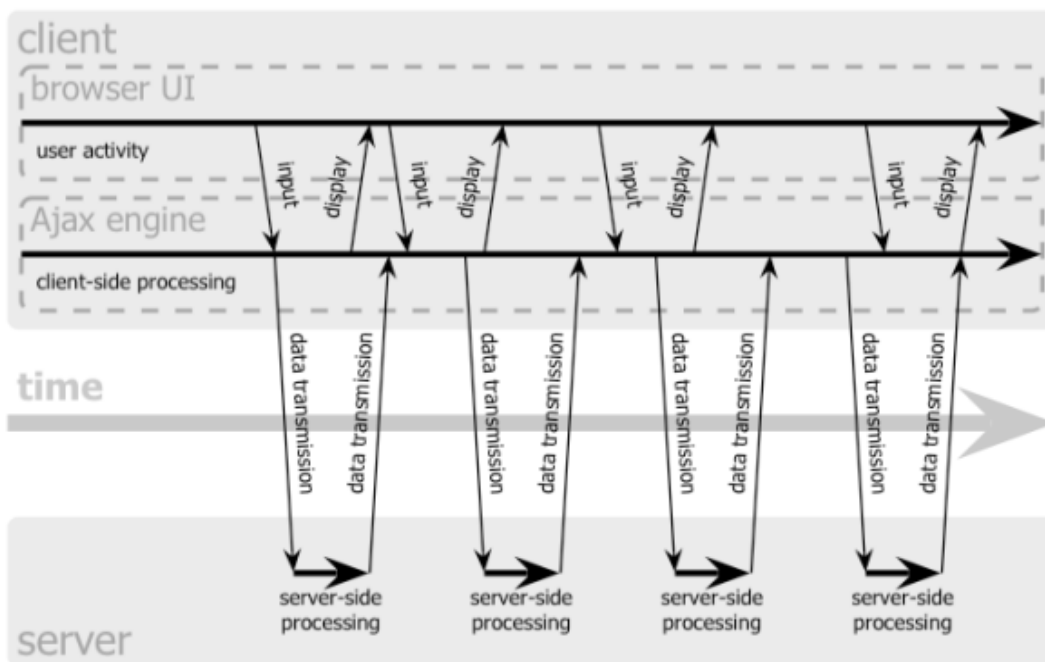 client
browser UI
user activity
input
display
input
display
input
display
input
display
Ajax engine
client-side processing
data transmission
data transmission
data transmission
data transmission
data transmission
data transmission
data transmission
data transmission
time
server-side
processing
server-side
processing
server-side
processing
server-side
processing
server